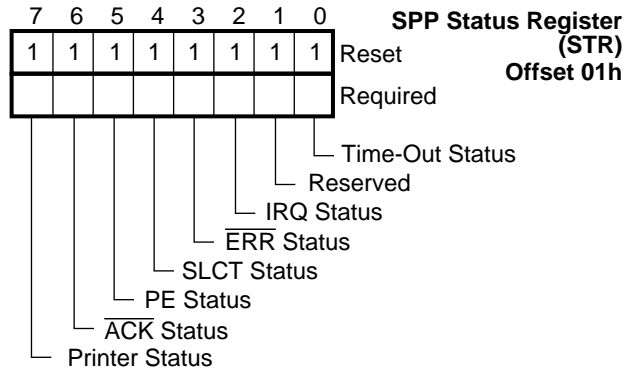 7 6 5 4 3 2 1 0
SPP Status Register
(STR)
Offset 01h
1 1 1 1 1 1 1 1 Reset
Required
Time-Out Status
Reserved
IRQ Status
ERR Status
SLCT Status
PE Status
ACK Status
Printer Status